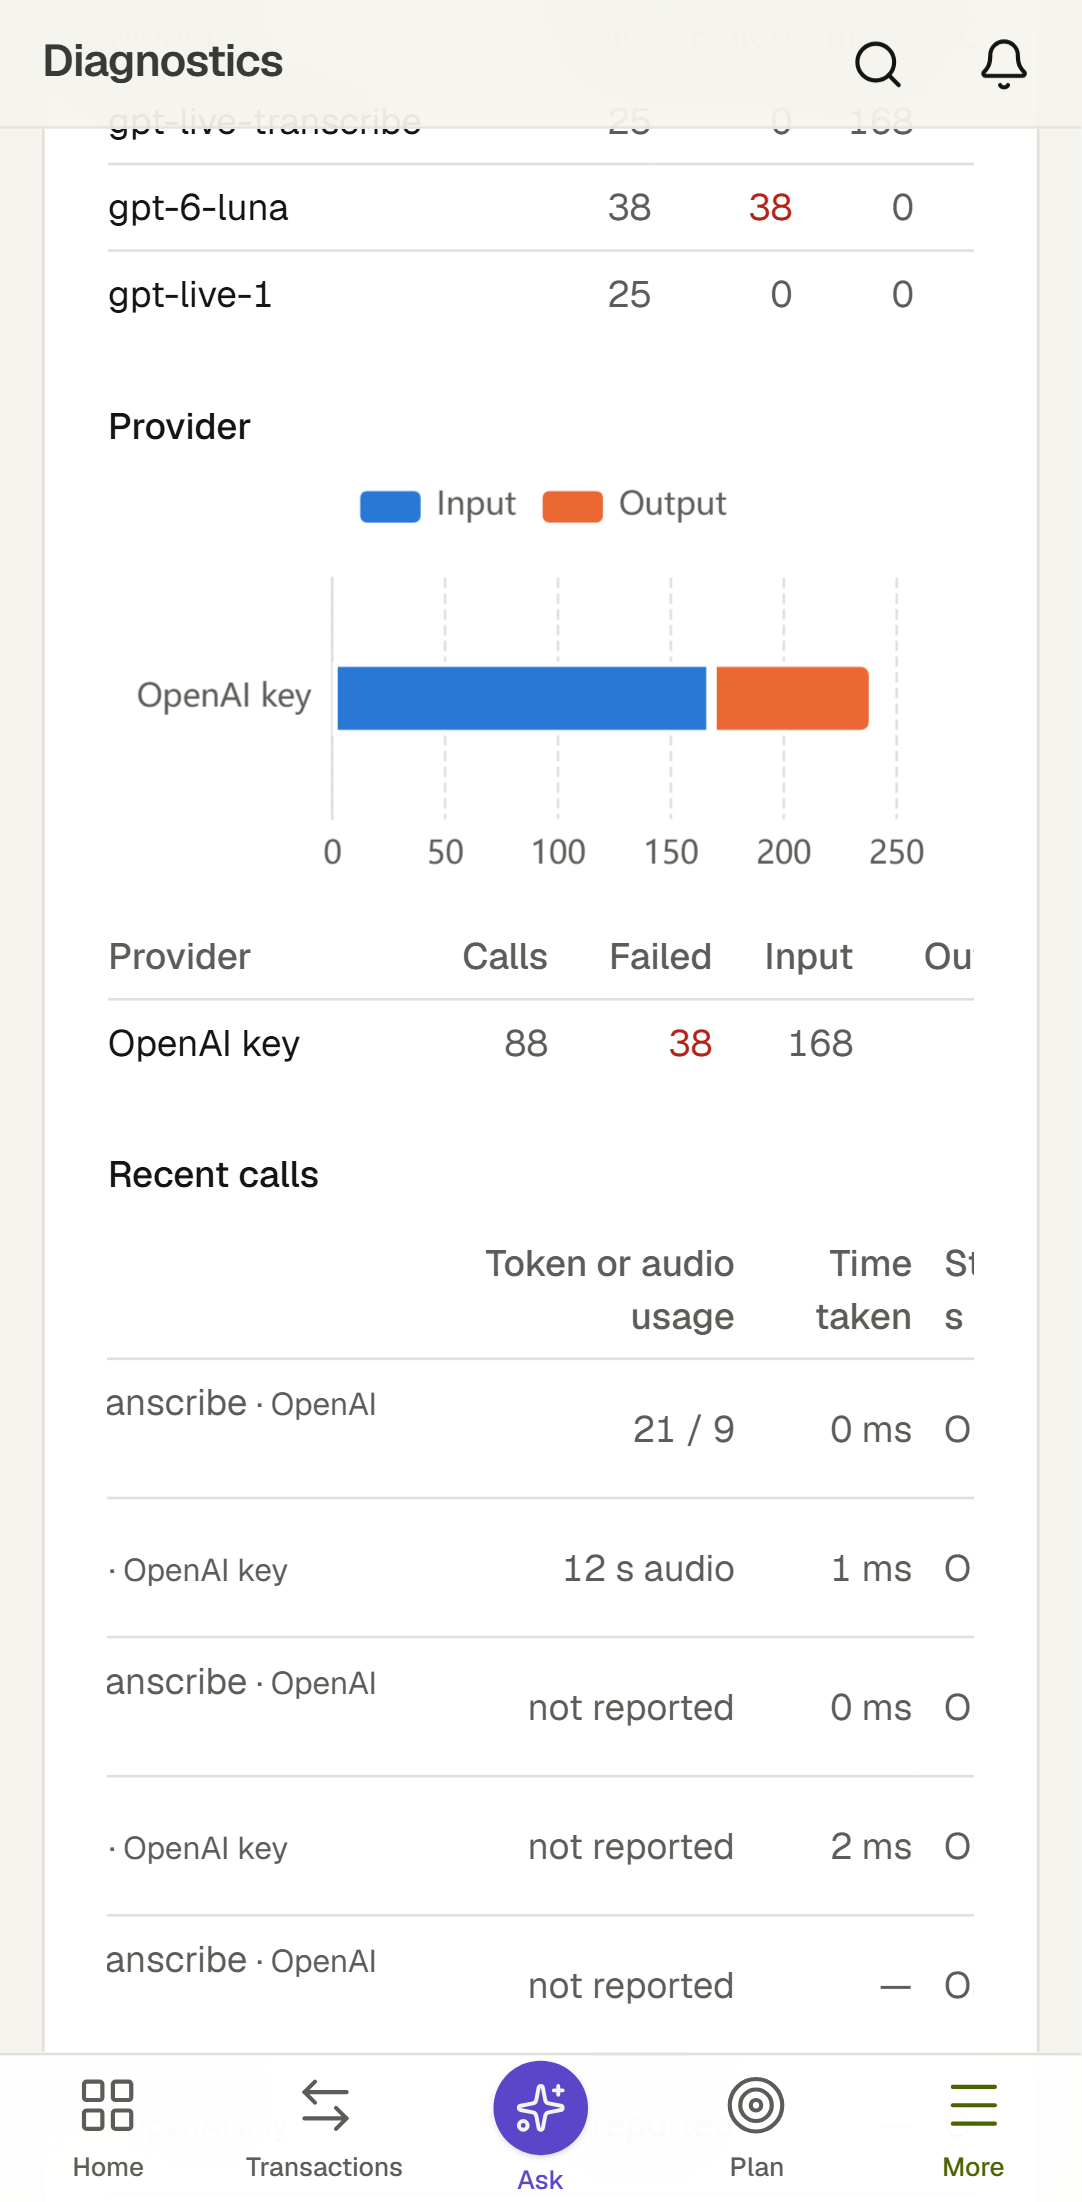 Diagnostics
gpt-live-transcribe 25 0 168
gpt-6-luna 38 38 0
gpt-live-1 25 0 0
Provider
Input Output
OpenAI key
0 50 100 150 200 250
Provider Calls Failed Input Ou
OpenAI key 88 38 168
Recent calls
Token or audio Time St
usage taken s
anscribe · OpenAI
21 / 9 0 ms O
· OpenAI key 12 s audio 1 ms O
anscribe · OpenAI
not reported 0 ms O
· OpenAI key not reported 2 ms O
anscribe · OpenAI
not reported — O
Home Transactions Ask Plan More